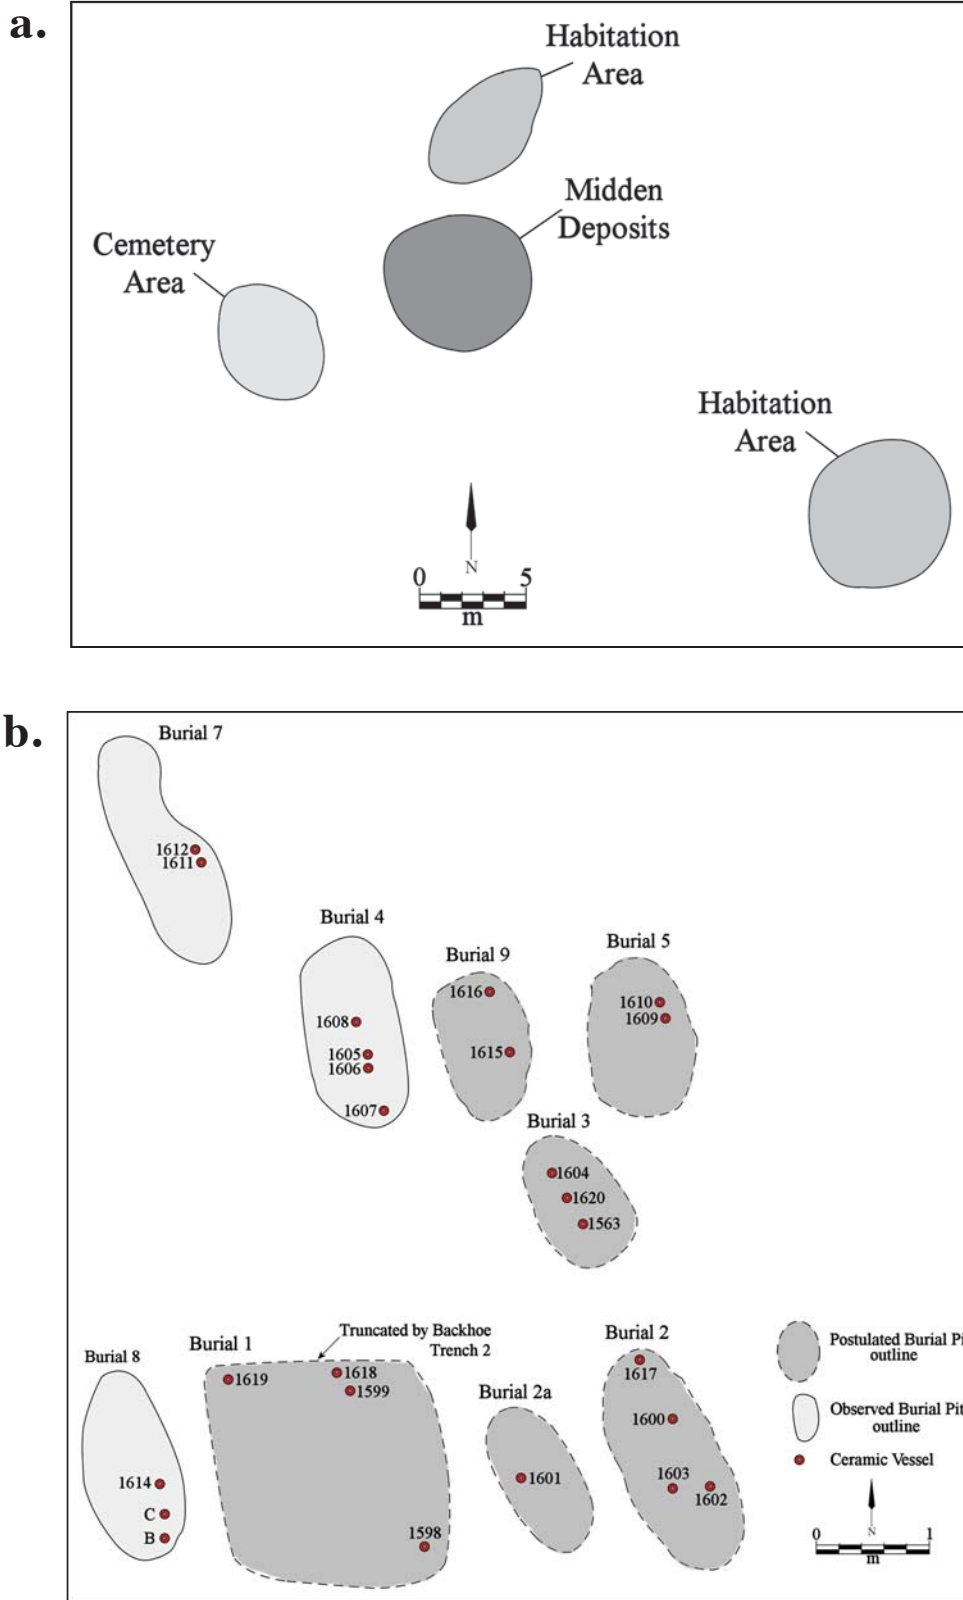 a.
Habitation
Area
Midden
Deposits
Cemetery
Area
Habitation
Area
N
0 5
m
b.
Burial 7
1612
1611
Burial 4
1608
1605
1606
1607
Burial 9
1616
1615
Burial 5
1610
1609
Burial 3
1604
1620
1563
Truncated by Backhoe
Trench 2
Burial 8
1614
C
B
Burial 1
1619
1618
1599
1598
Burial 2a
1601
Burial 2
1617
1600
1603
1602
Postulated Burial Pi
outline
Observed Burial Pit
outline
Ceramic Vessel
N
0 1
m